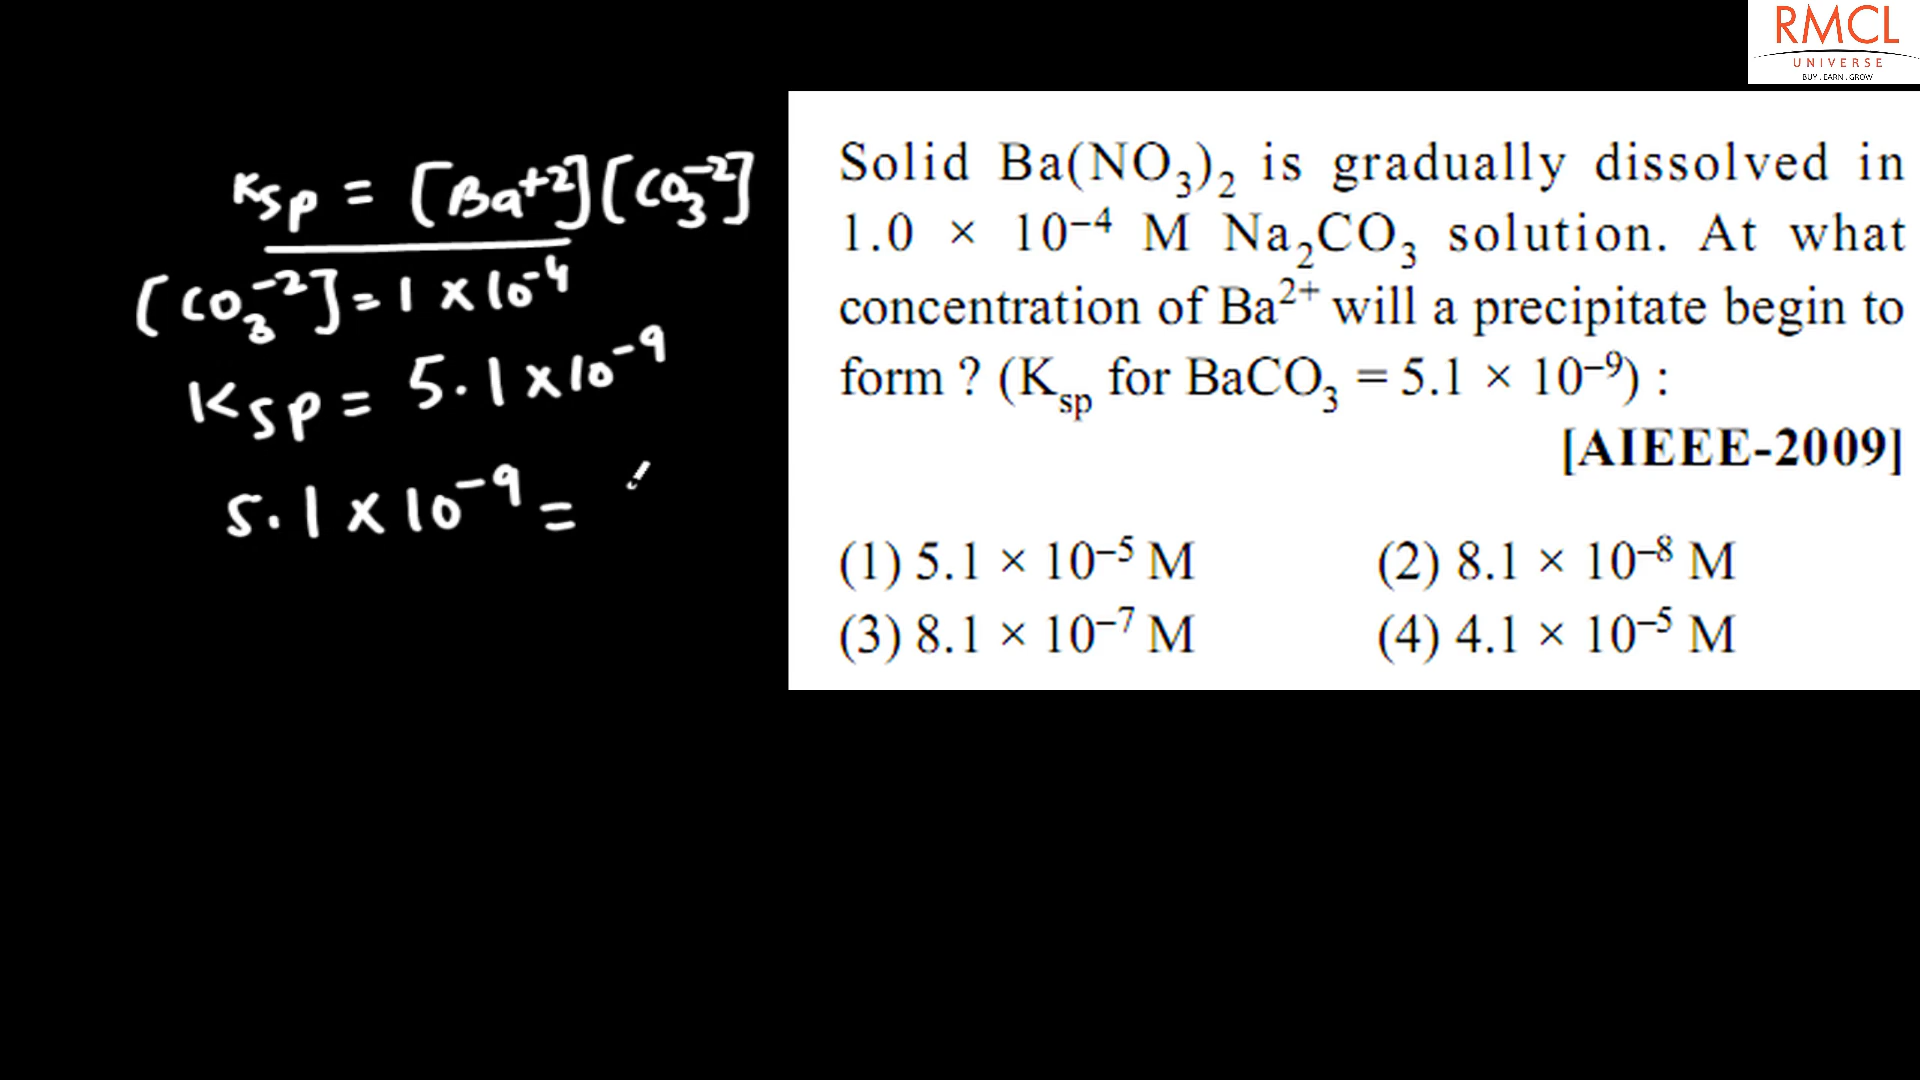 RMCL
UNIVERSE
BUY . EARN . GROW
Ksp = [Ba⁺²][CO₃⁻²]
[CO₃⁻²] = 1 × 10⁻⁴
Ksp = 5.1 × 10⁻⁹
5.1 × 10⁻⁹ =
Solid Ba(NO₃)₂ is gradually dissolved in
1.0 × 10⁻⁴ M Na₂CO₃ solution. At what
concentration of Ba²⁺ will a precipitate begin to
form ? (Kₛₚ for BaCO₃ = 5.1 × 10⁻⁹) :
[AIEEE-2009]
(1) 5.1 × 10⁻⁵ M (2) 8.1 × 10⁻⁸ M
(3) 8.1 × 10⁻⁷ M (4) 4.1 × 10⁻⁵ M